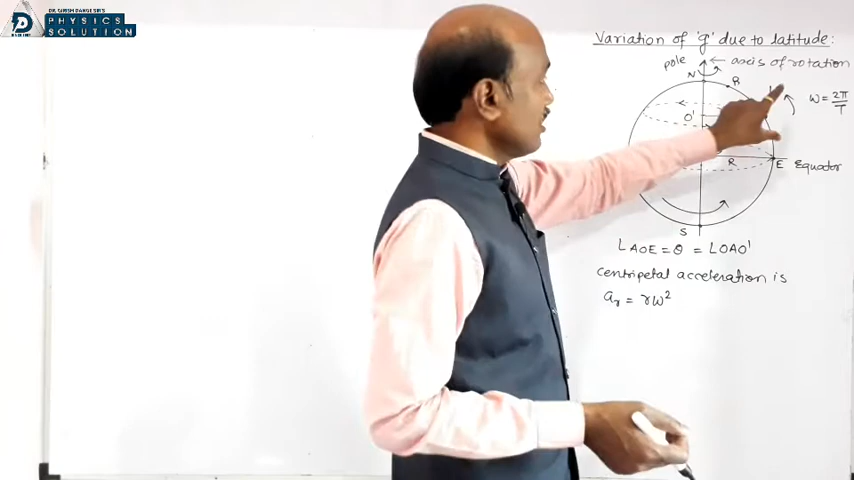 DR. GIRISH DANGE SIR'S
PHYSICS
SOLUTION
Variation of 'g' due to latitude:
pole ← axis of rotation
N
R
ω = 2π/T
O'
R
E Equator
S
∟AOE = θ = ∟OAO'
centripetal acceleration is
ar = rω²